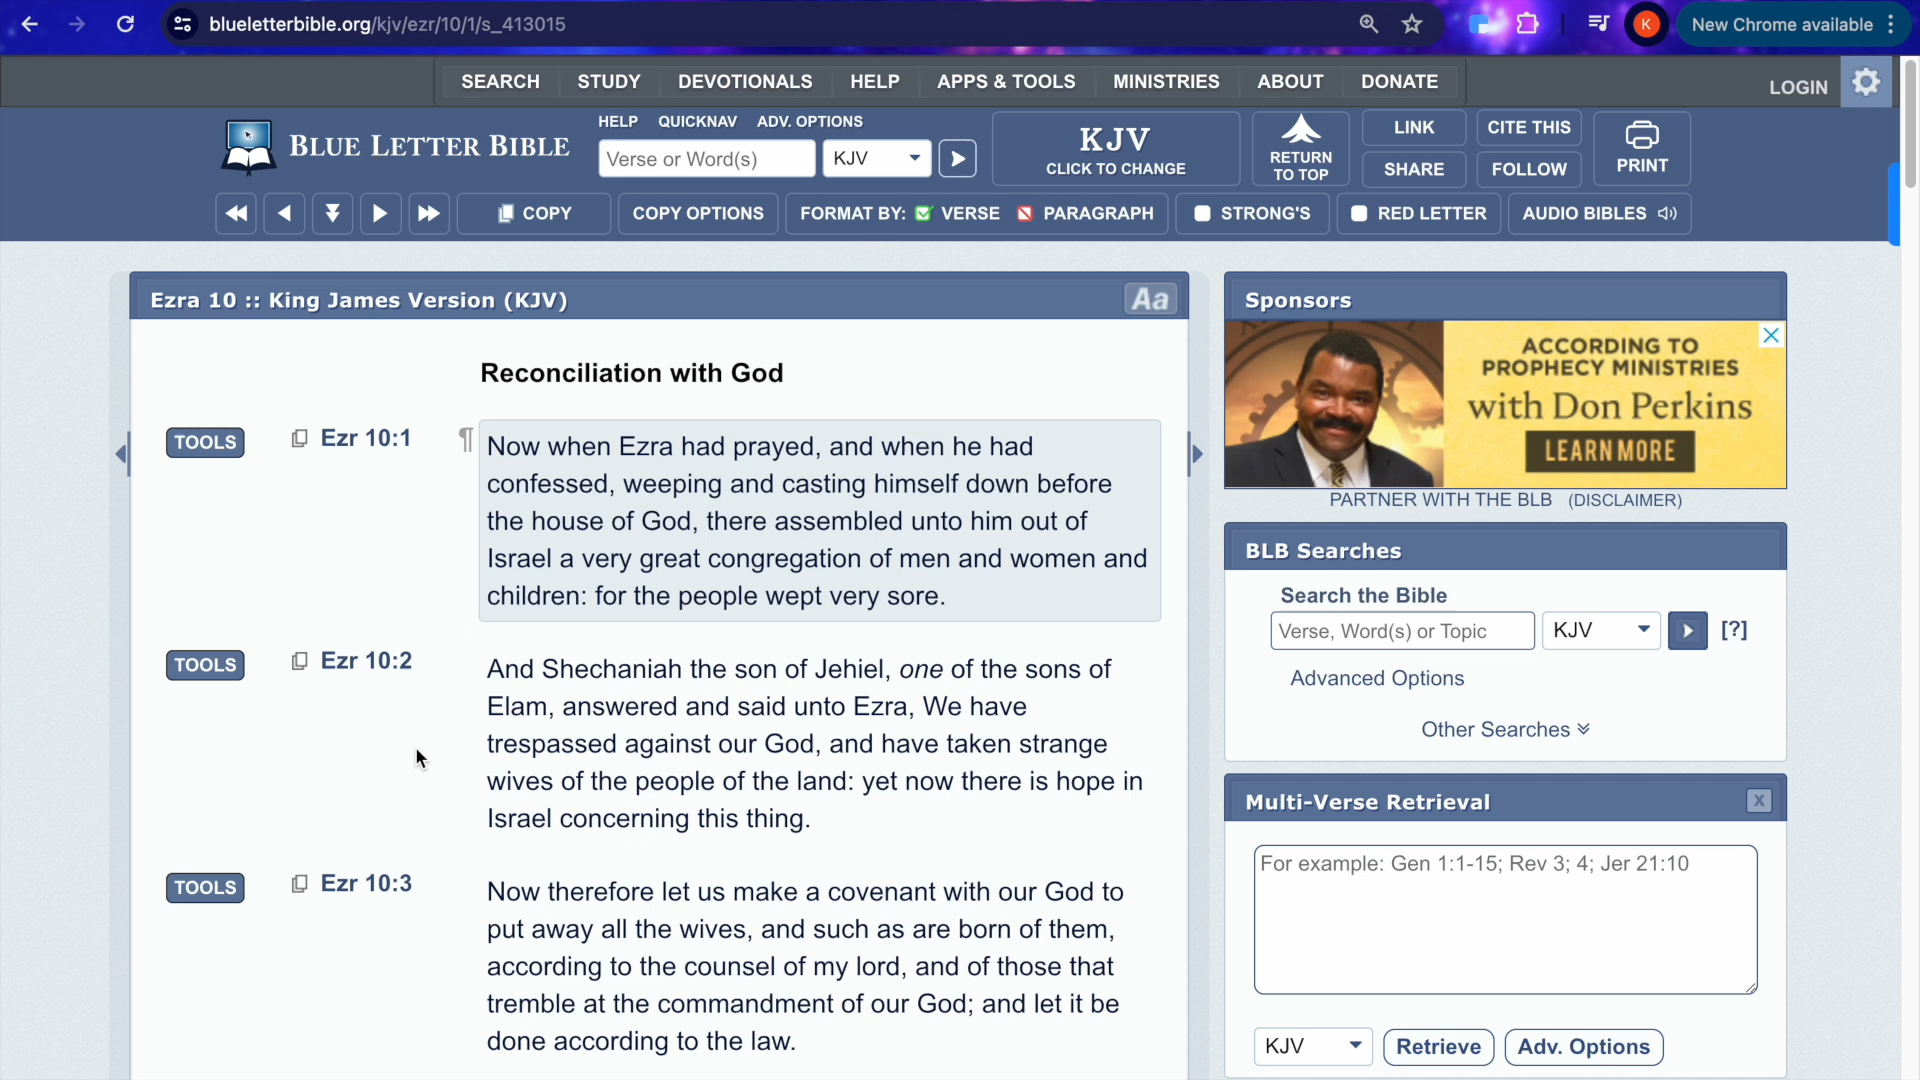 blueletterbible.org/kjv/ezr/10/1/s_413015
K
New Chrome available
SEARCH STUDY DEVOTIONALS HELP APPS & TOOLS MINISTRIES ABOUT DONATE
LOGIN
BLUE LETTER BIBLE
HELP QUICKNAV ADV. OPTIONS
Verse or Word(s)
KJV
KJV
CLICK TO CHANGE
RETURN
TO TOP
LINK
CITE THIS
SHARE
FOLLOW
PRINT
COPY
COPY OPTIONS
FORMAT BY: VERSE PARAGRAPH
STRONG'S
RED LETTER
AUDIO BIBLES
Ezra 10 :: King James Version (KJV)
Aa
Reconciliation with God
TOOLS
Ezr 10:1
¶
Now when Ezra had prayed, and when he had
confessed, weeping and casting himself down before
the house of God, there assembled unto him out of
Israel a very great congregation of men and women and
children: for the people wept very sore.
TOOLS
Ezr 10:2
And Shechaniah the son of Jehiel, one of the sons of
Elam, answered and said unto Ezra, We have
trespassed against our God, and have taken strange
wives of the people of the land: yet now there is hope in
Israel concerning this thing.
TOOLS
Ezr 10:3
Now therefore let us make a covenant with our God to
put away all the wives, and such as are born of them,
according to the counsel of my lord, and of those that
tremble at the commandment of our God; and let it be
done according to the law.
Sponsors
ACCORDING TO
PROPHECY MINISTRIES
with Don Perkins
LEARN MORE
PARTNER WITH THE BLB (DISCLAIMER)
BLB Searches
Search the Bible
Verse, Word(s) or Topic
KJV
[?]
Advanced Options
Other Searches
Multi-Verse Retrieval
x
For example: Gen 1:1-15; Rev 3; 4; Jer 21:10
KJV
Retrieve
Adv. Options